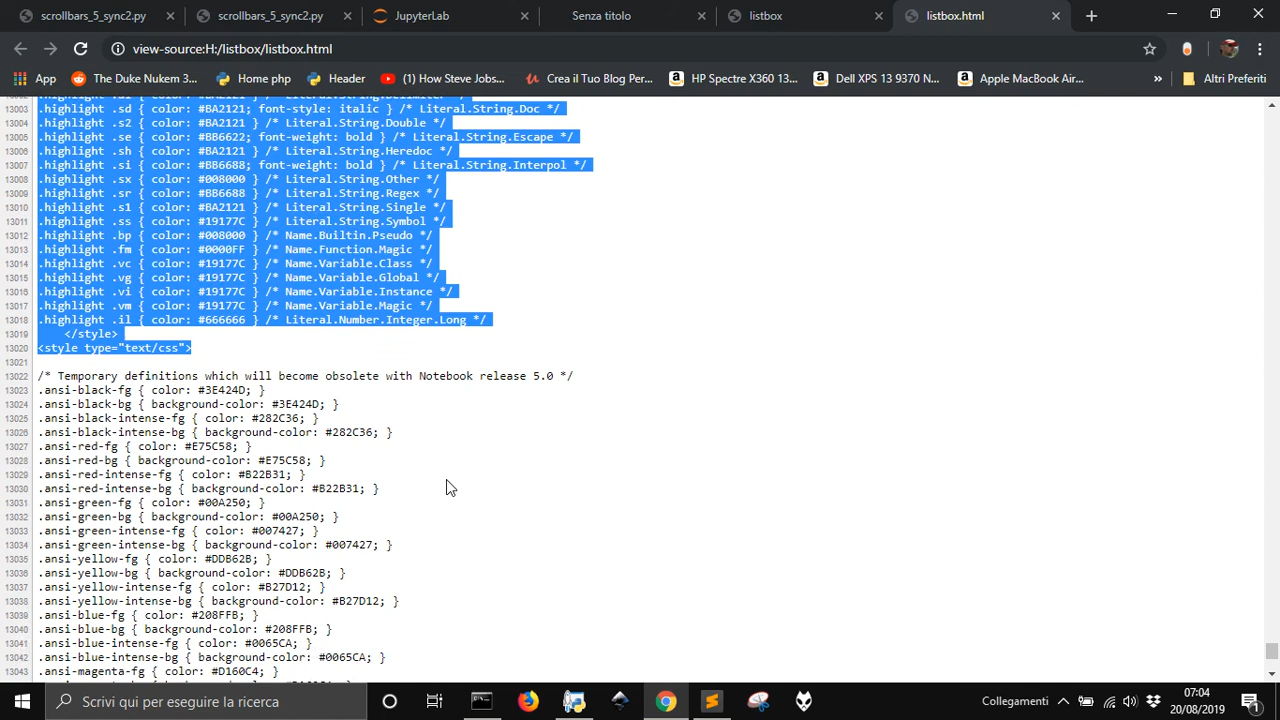 scrollbars_5_sync2.py
scrollbars_5_sync2.py
JupyterLab
Senza titolo
listbox
listbox.html
view-source:H:/listbox/listbox.html
App
The Duke Nukem 3...
Home php
Header
(1) How Steve Jobs...
Crea il Tuo Blog Per...
HP Spectre X360 13...
Dell XPS 13 9370 N...
Apple MacBook Air...
»
Altri Preferiti
13003 .highlight .sd { color: #BA2121; font-style: italic } /* Literal.String.Doc */
13004 .highlight .s2 { color: #BA2121 } /* Literal.String.Double */
13005 .highlight .se { color: #BB6622; font-weight: bold } /* Literal.String.Escape */
13006 .highlight .sh { color: #BA2121 } /* Literal.String.Heredoc */
13007 .highlight .si { color: #BB6688; font-weight: bold } /* Literal.String.Interpol */
13008 .highlight .sx { color: #008000 } /* Literal.String.Other */
13009 .highlight .sr { color: #BB6688 } /* Literal.String.Regex */
13010 .highlight .s1 { color: #BA2121 } /* Literal.String.Single */
13011 .highlight .ss { color: #19177C } /* Literal.String.Symbol */
13012 .highlight .bp { color: #008000 } /* Name.Builtin.Pseudo */
13013 .highlight .fm { color: #0000FF } /* Name.Function.Magic */
13014 .highlight .vc { color: #19177C } /* Name.Variable.Class */
13015 .highlight .vg { color: #19177C } /* Name.Variable.Global */
13016 .highlight .vi { color: #19177C } /* Name.Variable.Instance */
13017 .highlight .vm { color: #19177C } /* Name.Variable.Magic */
13018 .highlight .il { color: #666666 } /* Literal.Number.Integer.Long */
13019 </style>
13020 <style type="text/css">
13021
13022 /* Temporary definitions which will become obsolete with Notebook release 5.0 */
13023 .ansi-black-fg { color: #3E424D; }
13024 .ansi-black-bg { background-color: #3E424D; }
13025 .ansi-black-intense-fg { color: #282C36; }
13026 .ansi-black-intense-bg { background-color: #282C36; }
13027 .ansi-red-fg { color: #E75C58; }
13028 .ansi-red-bg { background-color: #E75C58; }
13029 .ansi-red-intense-fg { color: #B22B31; }
13030 .ansi-red-intense-bg { background-color: #B22B31; }
13031 .ansi-green-fg { color: #00A250; }
13032 .ansi-green-bg { background-color: #00A250; }
13033 .ansi-green-intense-fg { color: #007427; }
13034 .ansi-green-intense-bg { background-color: #007427; }
13035 .ansi-yellow-fg { color: #DDB62B; }
13036 .ansi-yellow-bg { background-color: #DDB62B; }
13037 .ansi-yellow-intense-fg { color: #B27D12; }
13038 .ansi-yellow-intense-bg { background-color: #B27D12; }
13039 .ansi-blue-fg { color: #208FFB; }
13040 .ansi-blue-bg { background-color: #208FFB; }
13041 .ansi-blue-intense-fg { color: #0065CA; }
13042 .ansi-blue-intense-bg { background-color: #0065CA; }
13043 .ansi-magenta-fg { color: #D160C4; }
Scrivi qui per eseguire la ricerca
Collegamenti
07:04
20/08/2019
1